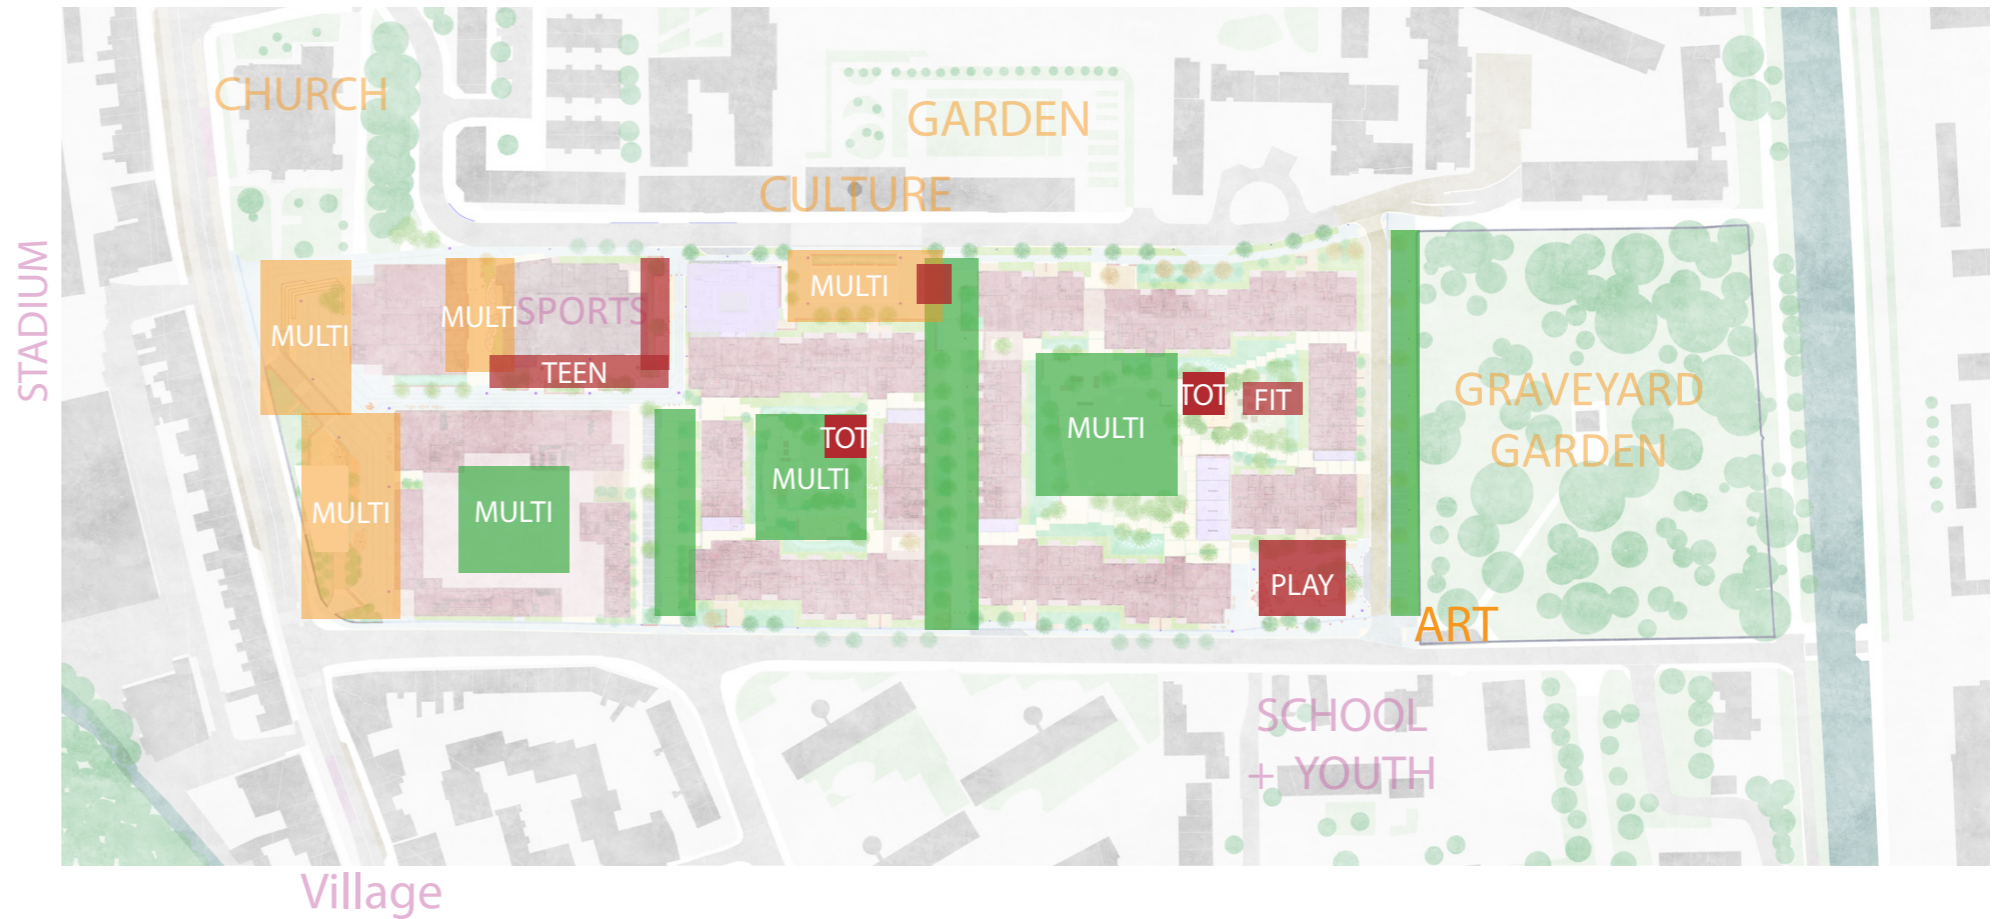 CHURCH
GARDEN
CULTURE
STADIUM
MULTI
MULTI
SPORTS
MULTI
TEEN
TOT
FIT
MULTI
TOT
MULTI
MULTI
MULTI
GRAVEYARD
GARDEN
PLAY
ART
SCHOOL
+ YOUTH
Village